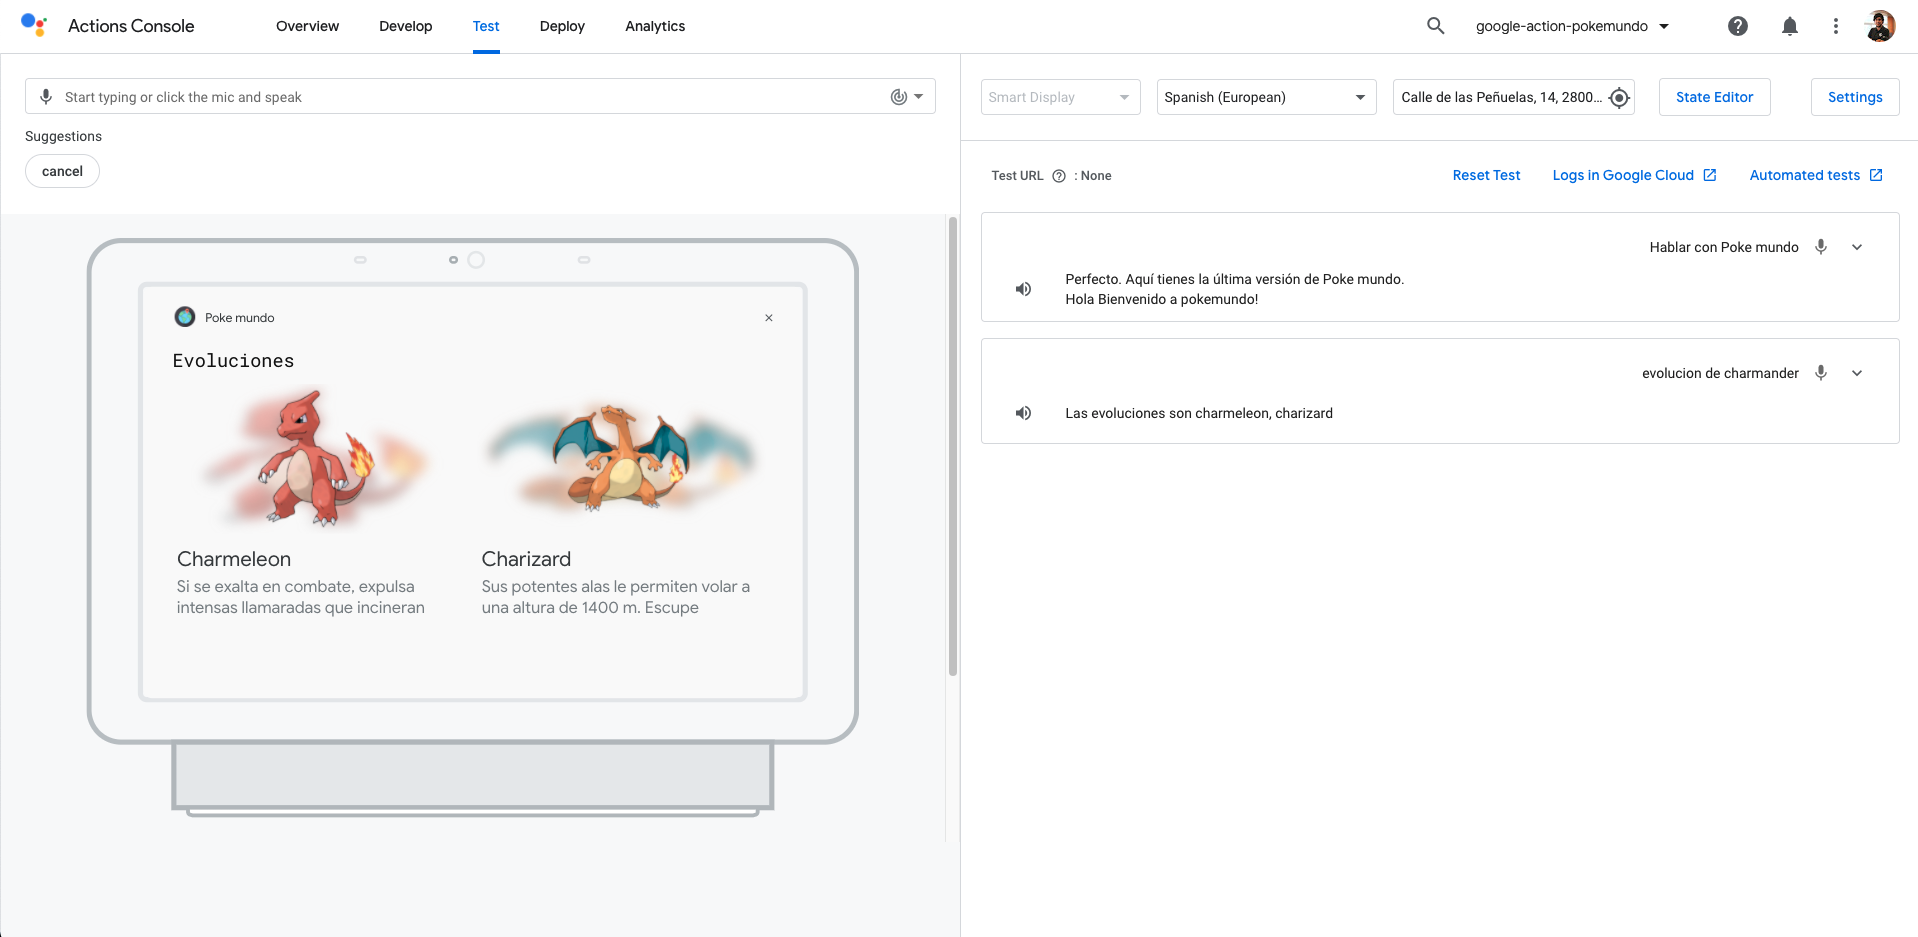 Actions Console
Overview
Develop
Test
Deploy
Analytics
google-action-pokemundo
Start typing or click the mic and speak
Suggestions
cancel
Poke mundo
Evoluciones
Charmeleon
Si se exalta en combate, expulsa
intensas llamaradas que incineran
Charizard
Sus potentes alas le permiten volar a
una altura de 1400 m. Escupe
Smart Display
Spanish (European)
Calle de las Peñuelas, 14, 2800...
State Editor
Settings
Test URL : None
Reset Test
Logs in Google Cloud
Automated tests
Hablar con Poke mundo
Perfecto. Aquí tienes la última versión de Poke mundo.
Hola Bienvenido a pokemundo!
evolucion de charmander
Las evoluciones son charmeleon, charizard